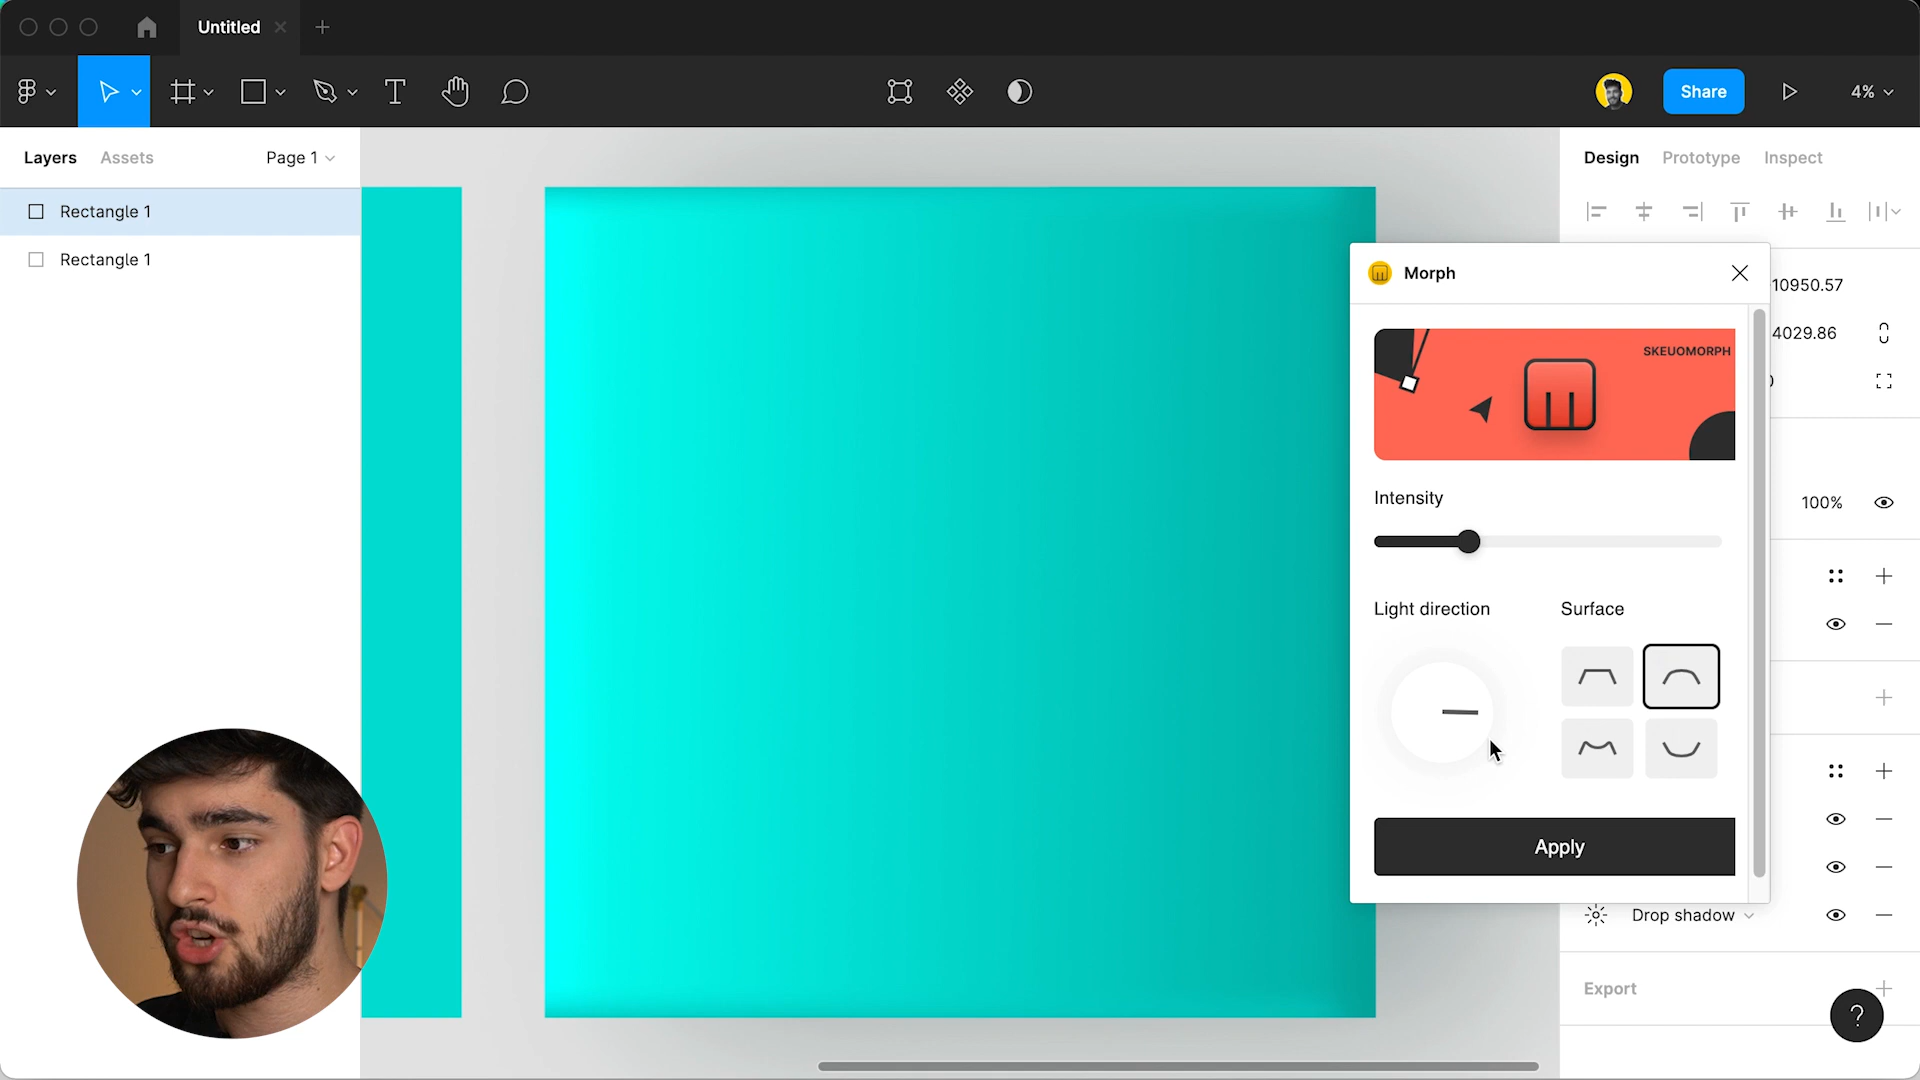 Untitled
Share
4%
Layers
Assets
Page 1
Design
Prototype
Inspect
Rectangle 1
Rectangle 1
Morph
10950.57
4029.86
SKEUOMORPH
Intensity
100%
Light direction
Surface
Apply
Drop shadow
Export
?